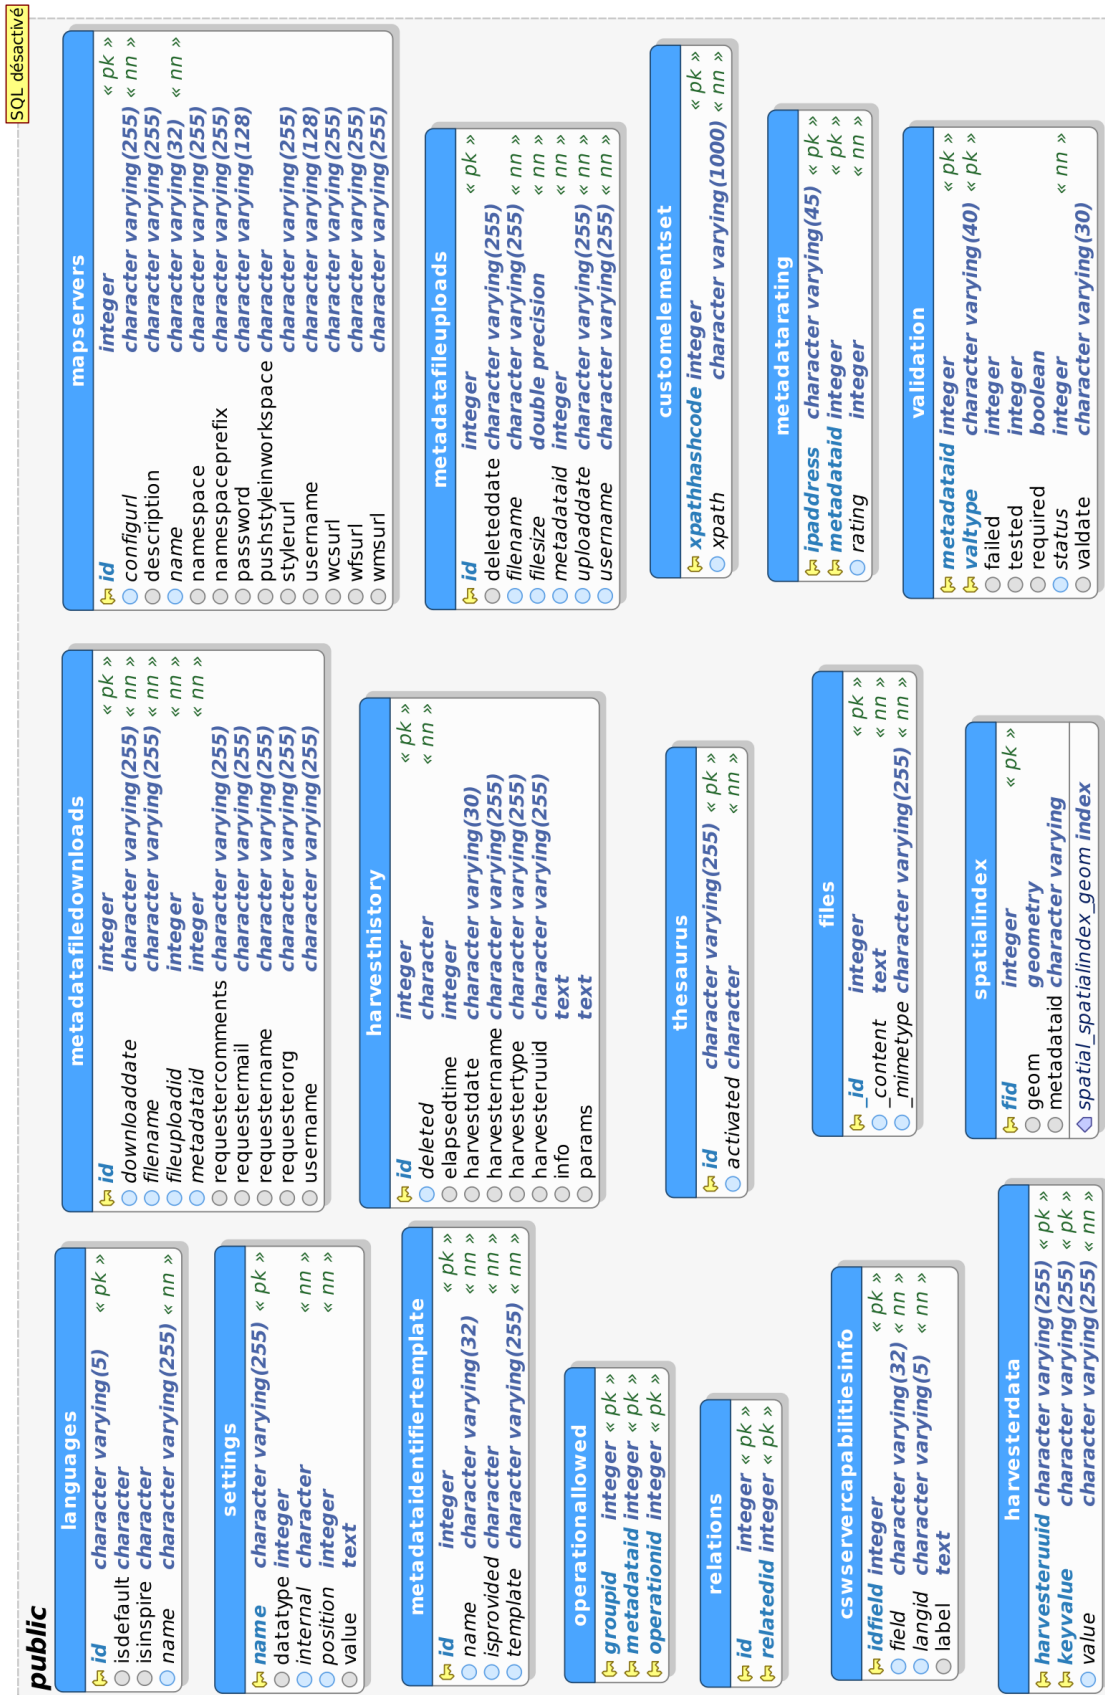 SQL désactivé
public
languages
id character varying(5) « pk »
isdefault character
isinspire character
name character varying(255) « nn »
settings
name character varying(255) « pk »
datatype integer
internal character « nn »
position integer « nn »
value text
metadataidentifiertemplate
id integer « pk »
name character varying(32) « nn »
isprovided character « nn »
template character varying(255) « nn »
operationallowed
groupid integer « pk »
metadataid integer « pk »
operationid integer « pk »
relations
id integer « pk »
relatedid integer « pk »
cswservercapabilitiesinfo
idfield integer « pk »
field character varying(32) « nn »
langid character varying(5) « nn »
label text
harvesterdata
harvesteruuid character varying(255) « pk »
keyvalue character varying(255) « pk »
value character varying(255) « nn »
metadatafiledownloads
id integer « pk »
downloaddate character varying(255) « nn »
filename character varying(255) « nn »
fileuploadid integer « nn »
metadataid integer « nn »
requestercomments character varying(255)
requestermail character varying(255)
requestername character varying(255)
requesterorg character varying(255)
username character varying(255)
harvesthistory
id integer « pk »
deleted character « nn »
elapsedtime integer
harvestdate character varying(30)
harvestername character varying(255)
harvestertype character varying(255)
harvesteruuid character varying(255)
info text
params text
thesaurus
id character varying(255) « pk »
activated character « nn »
files
_id integer « pk »
_content text « nn »
_mimetype character varying(255) « nn »
spatialindex
fid integer « pk »
geom geometry
metadataid character varying
spatial_spatialindex_geom index
mapservers
id integer « pk »
configurl character varying(255) « nn »
description character varying(255)
name character varying(32) « nn »
namespace character varying(255)
namespaceprefix character varying(255)
password character varying(128)
pushstyleinworkspace character
stylerurl character varying(255)
username character varying(128)
wcsurl character varying(255)
wfsurl character varying(255)
wmsurl character varying(255)
metadatafileuploads
id integer « pk »
deleteddate character varying(255)
filename character varying(255) « nn »
filesize double precision « nn »
metadataid integer « nn »
uploaddate character varying(255) « nn »
username character varying(255) « nn »
customelementset
xpathhashcode integer « pk »
xpath character varying(1000) « nn »
metadatarating
ipaddress character varying(45) « pk »
metadataid integer « pk »
rating integer « nn »
validation
metadataid integer « pk »
valtype character varying(40) « pk »
failed integer
tested integer
required boolean
status integer « nn »
valdate character varying(30)